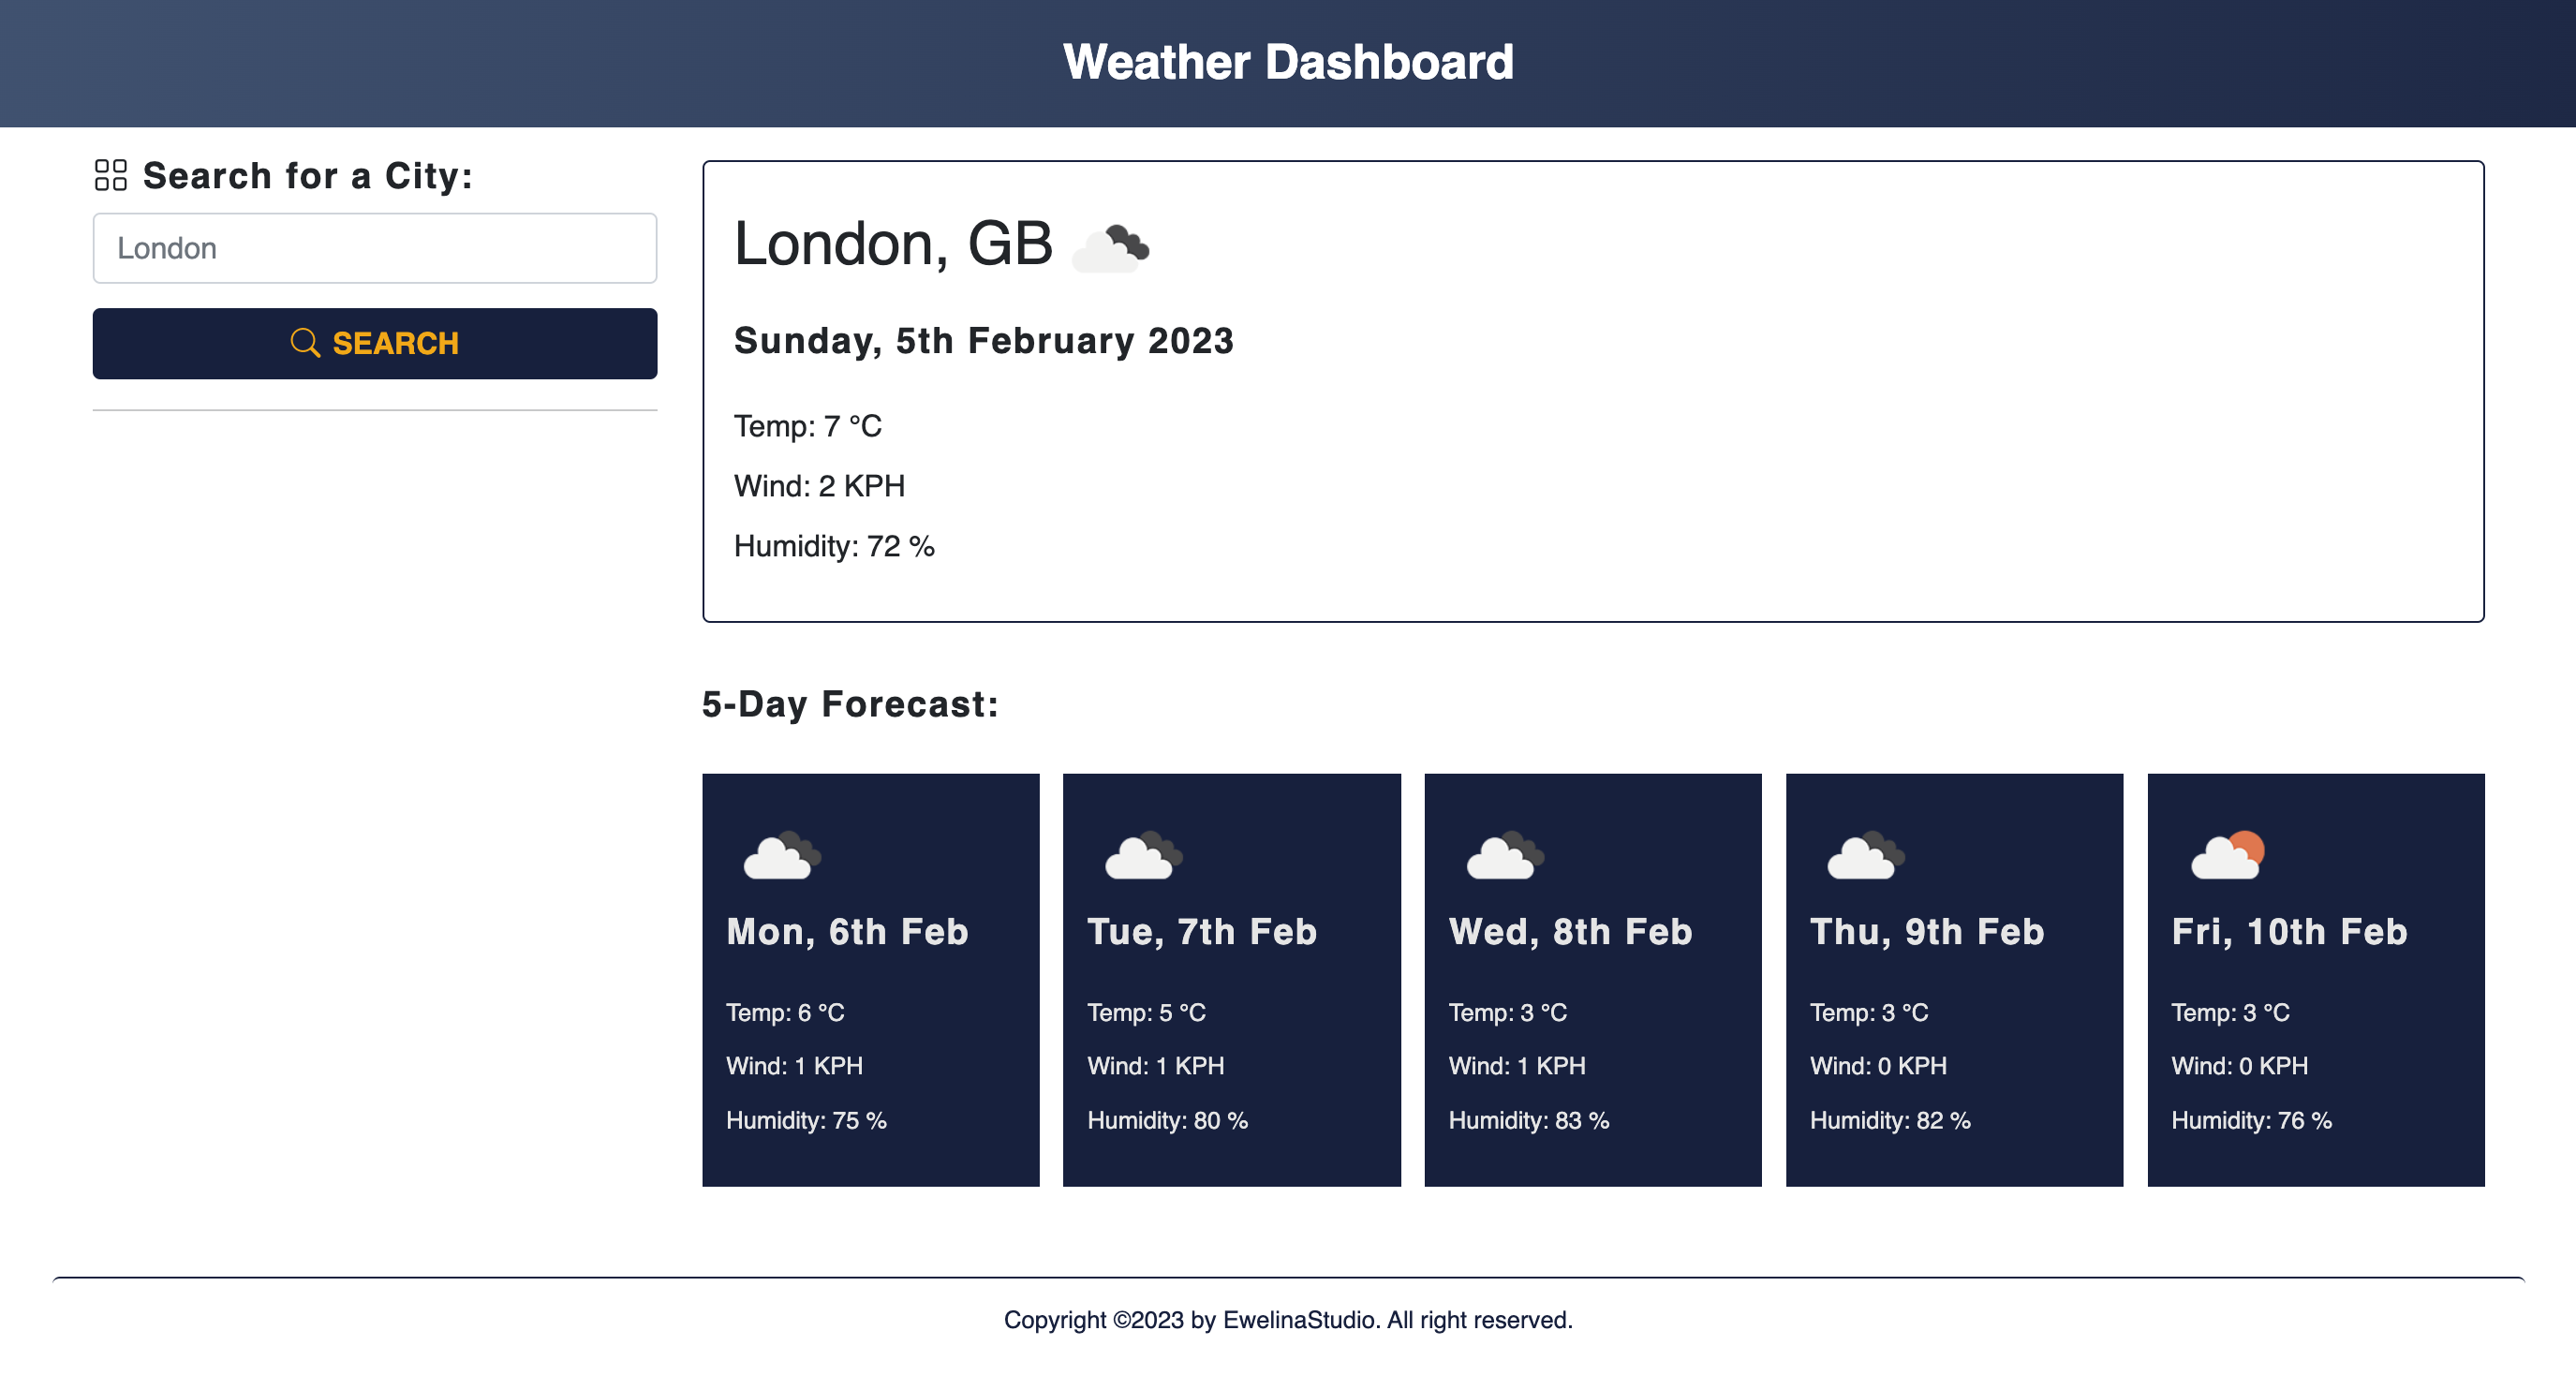 Weather Dashboard
Search for a City:
London
SEARCH
London, GB
Sunday, 5th February 2023
Temp: 7 °C
Wind: 2 KPH
Humidity: 72 %
5-Day Forecast:
Mon, 6th Feb
Temp: 6 °C
Wind: 1 KPH
Humidity: 75 %
Tue, 7th Feb
Temp: 5 °C
Wind: 1 KPH
Humidity: 80 %
Wed, 8th Feb
Temp: 3 °C
Wind: 1 KPH
Humidity: 83 %
Thu, 9th Feb
Temp: 3 °C
Wind: 0 KPH
Humidity: 82 %
Fri, 10th Feb
Temp: 3 °C
Wind: 0 KPH
Humidity: 76 %
Copyright ©2023 by EwelinaStudio. All right reserved.